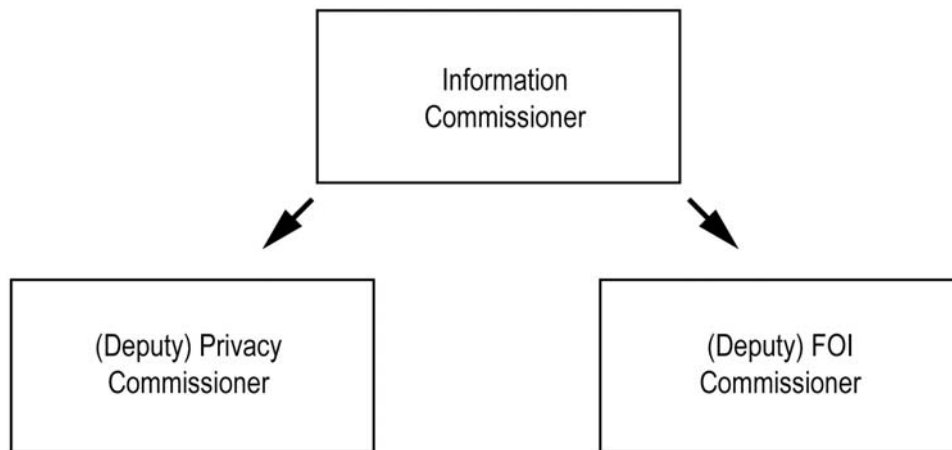 Information
Commissioner
(Deputy) Privacy
Commissioner
(Deputy) FOI
Commissioner